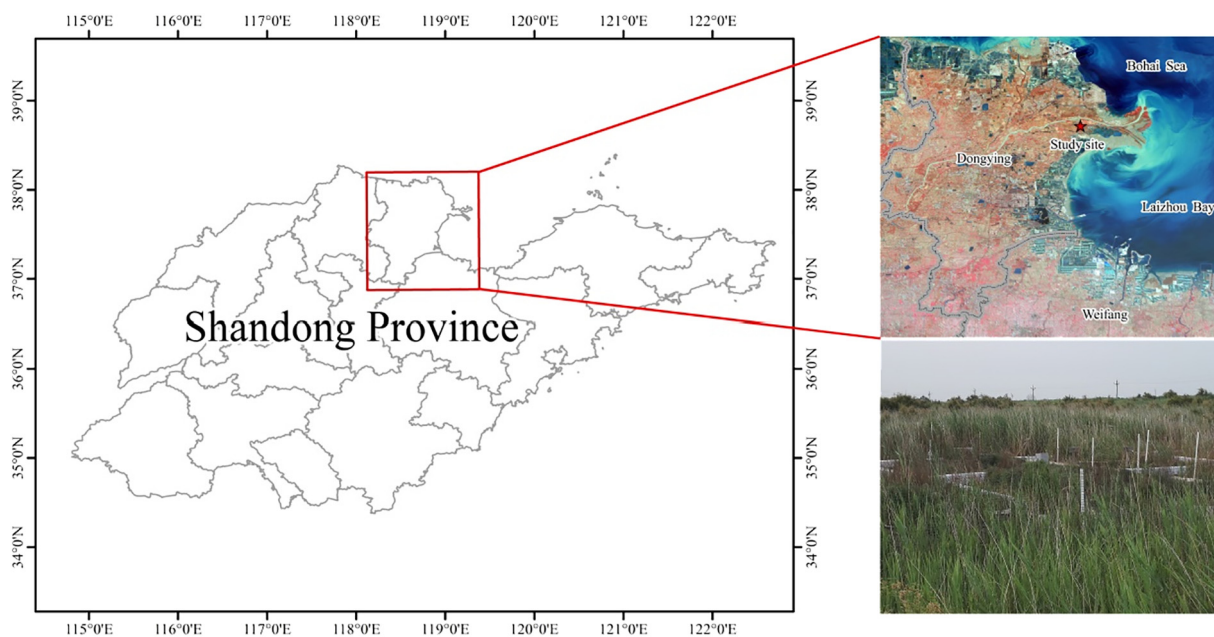 115°0'E 116°0'E 117°0'E 118°0'E 119°0'E 120°0'E 121°0'E 122°0'E
39°0'N
38°0'N
37°0'N
36°0'N
35°0'N
34°0'N
Shandong Province
39°0'N
38°0'N
37°0'N
36°0'N
35°0'N
34°0'N
115°0'E 116°0'E 117°0'E 118°0'E 119°0'E 120°0'E 121°0'E 122°0'E
Bohai Sea
Study site
Dongying
Laizhou Bay
Weifang